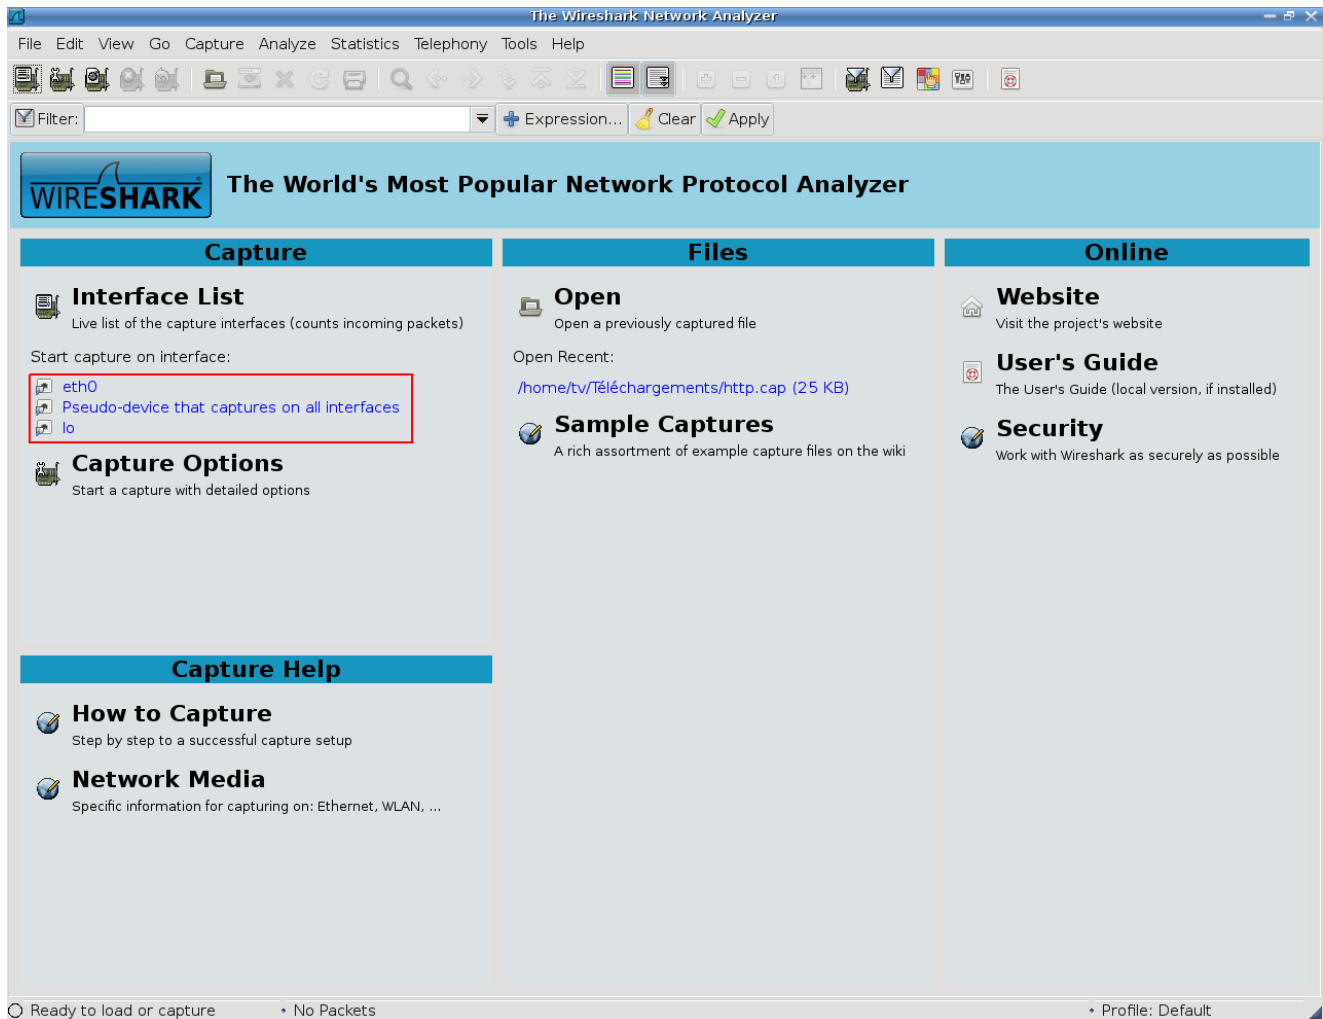 The Wireshark Network Analyzer
File Edit View Go Capture Analyze Statistics Telephony Tools Help
Filter: Expression... Clear Apply
WIRESHARK The World's Most Popular Network Protocol Analyzer
Capture
Interface List
Live list of the capture interfaces (counts incoming packets)
Start capture on interface:
eth0
Pseudo-device that captures on all interfaces
lo
Capture Options
Start a capture with detailed options
Capture Help
How to Capture
Step by step to a successful capture setup
Network Media
Specific information for capturing on: Ethernet, WLAN, ...
Files
Open
Open a previously captured file
Open Recent:
/home/tv/Téléchargements/http.cap (25 KB)
Sample Captures
A rich assortment of example capture files on the wiki
Online
Website
Visit the project's website
User's Guide
The User's Guide (local version, if installed)
Security
Work with Wireshark as securely as possible
Ready to load or capture
No Packets
Profile: Default